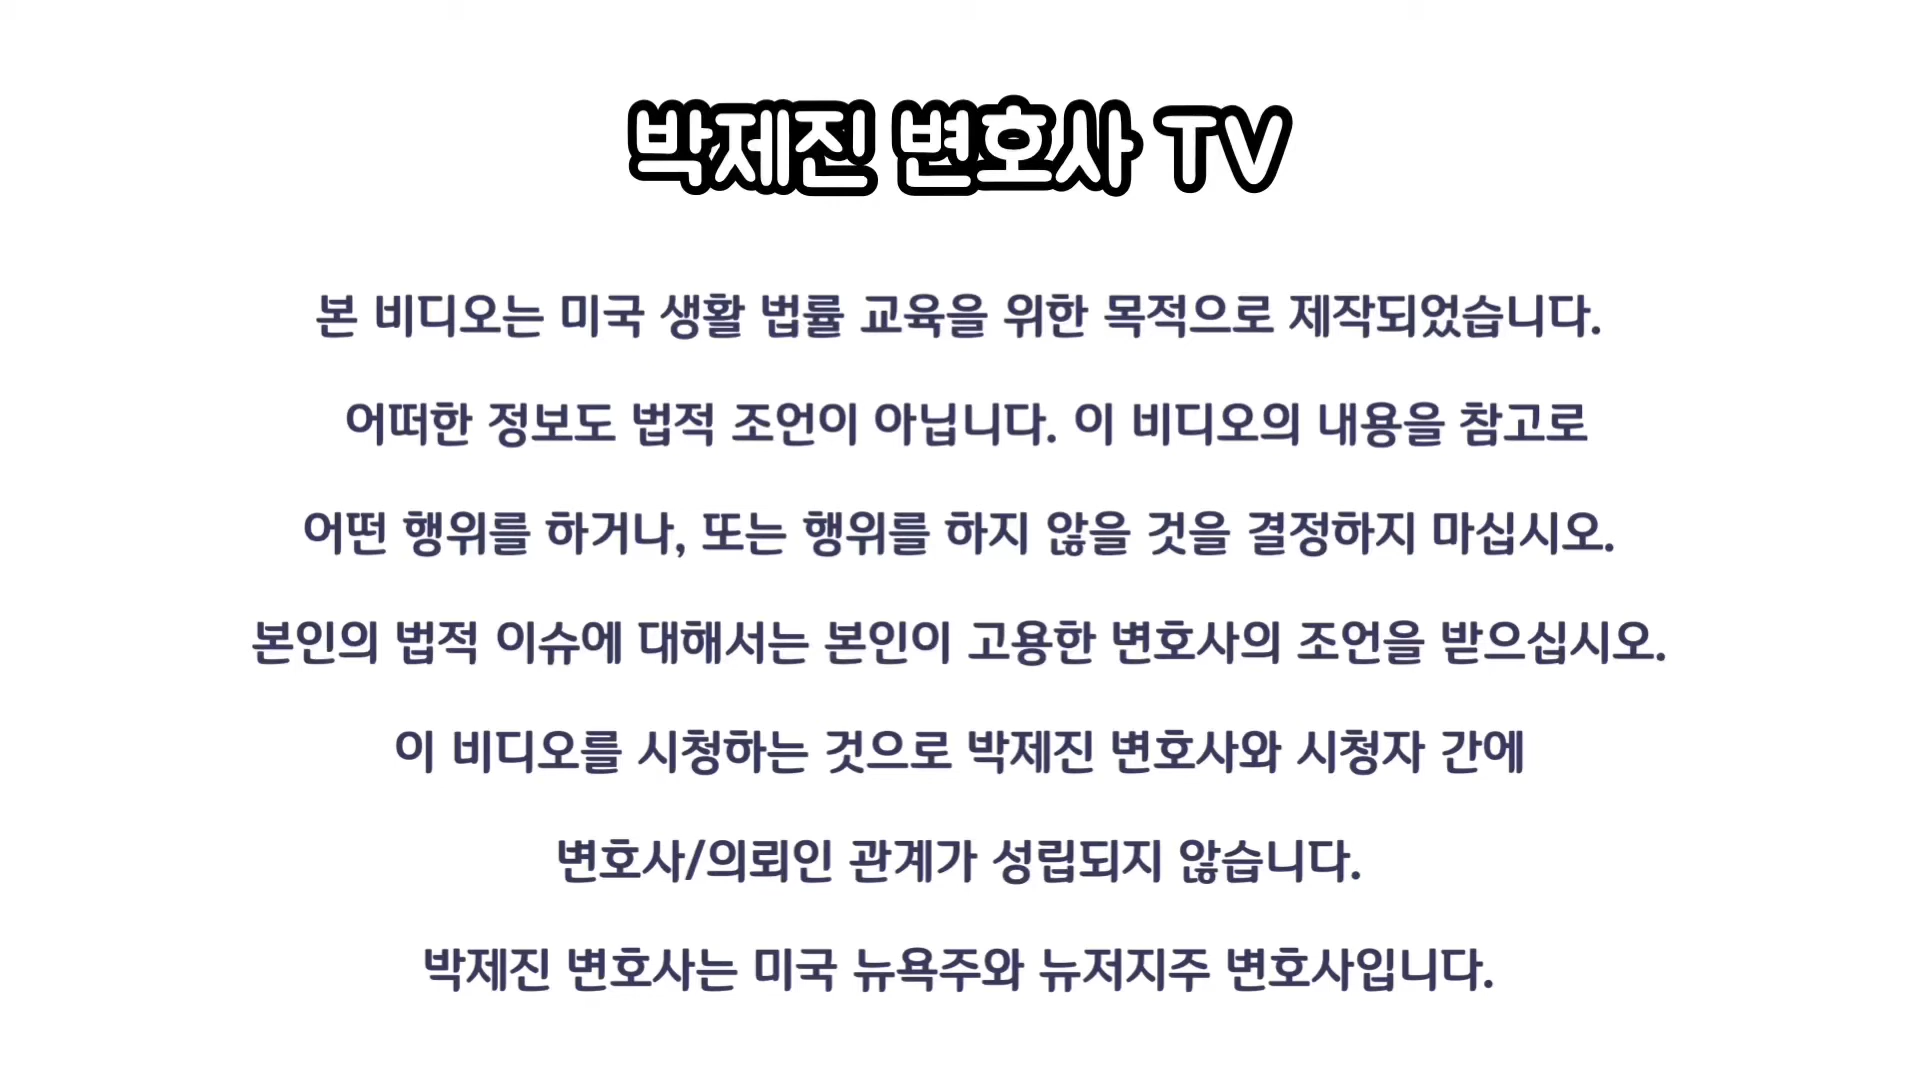 박제진 변호사 TV
본 비디오는 미국 생활 법률 교육을 위한 목적으로 제작되었습니다.
어떠한 정보도 법적 조언이 아닙니다. 이 비디오의 내용을 참고로
어떤 행위를 하거나, 또는 행위를 하지 않을 것을 결정하지 마십시오.
본인의 법적 이슈에 대해서는 본인이 고용한 변호사의 조언을 받으십시오.
이 비디오를 시청하는 것으로 박제진 변호사와 시청자 간에
변호사/의뢰인 관계가 성립되지 않습니다.
박제진 변호사는 미국 뉴욕주와 뉴저지주 변호사입니다.